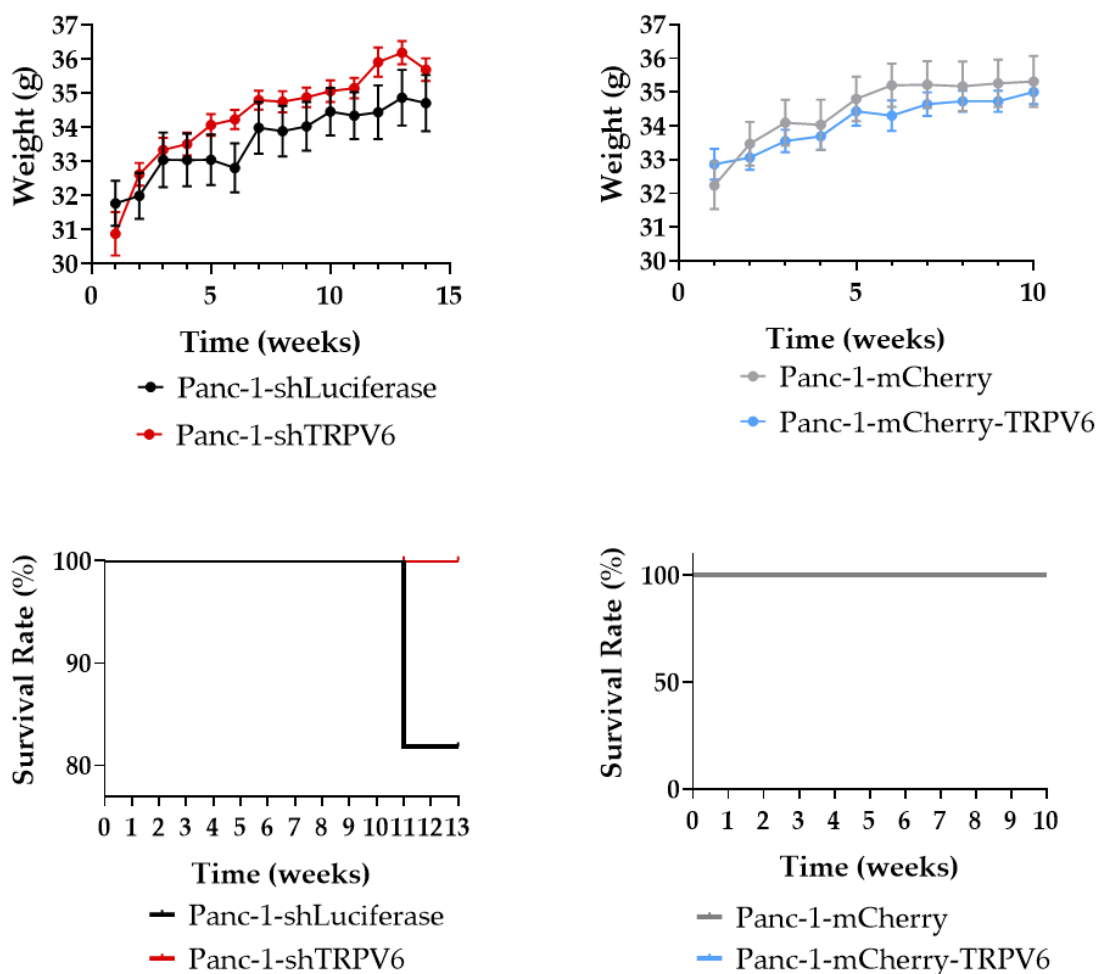 37
36
35
34
33
32
31
30
Weight (g)
0
5
10
15
Time (weeks)
Panc-1-shLuciferase
Panc-1-shTRPV6
37
36
35
34
33
32
31
30
Weight (g)
0
5
10
Time (weeks)
Panc-1-mCherry
Panc-1-mCherry-TRPV6
100
90
80
Survival Rate (%)
0 1 2 3 4 5 6 7 8 9 10 11 12 13
Time (weeks)
Panc-1-shLuciferase
Panc-1-shTRPV6
100
50
0
Survival Rate (%)
0 1 2 3 4 5 6 7 8 9 10
Time (weeks)
Panc-1-mCherry
Panc-1-mCherry-TRPV6